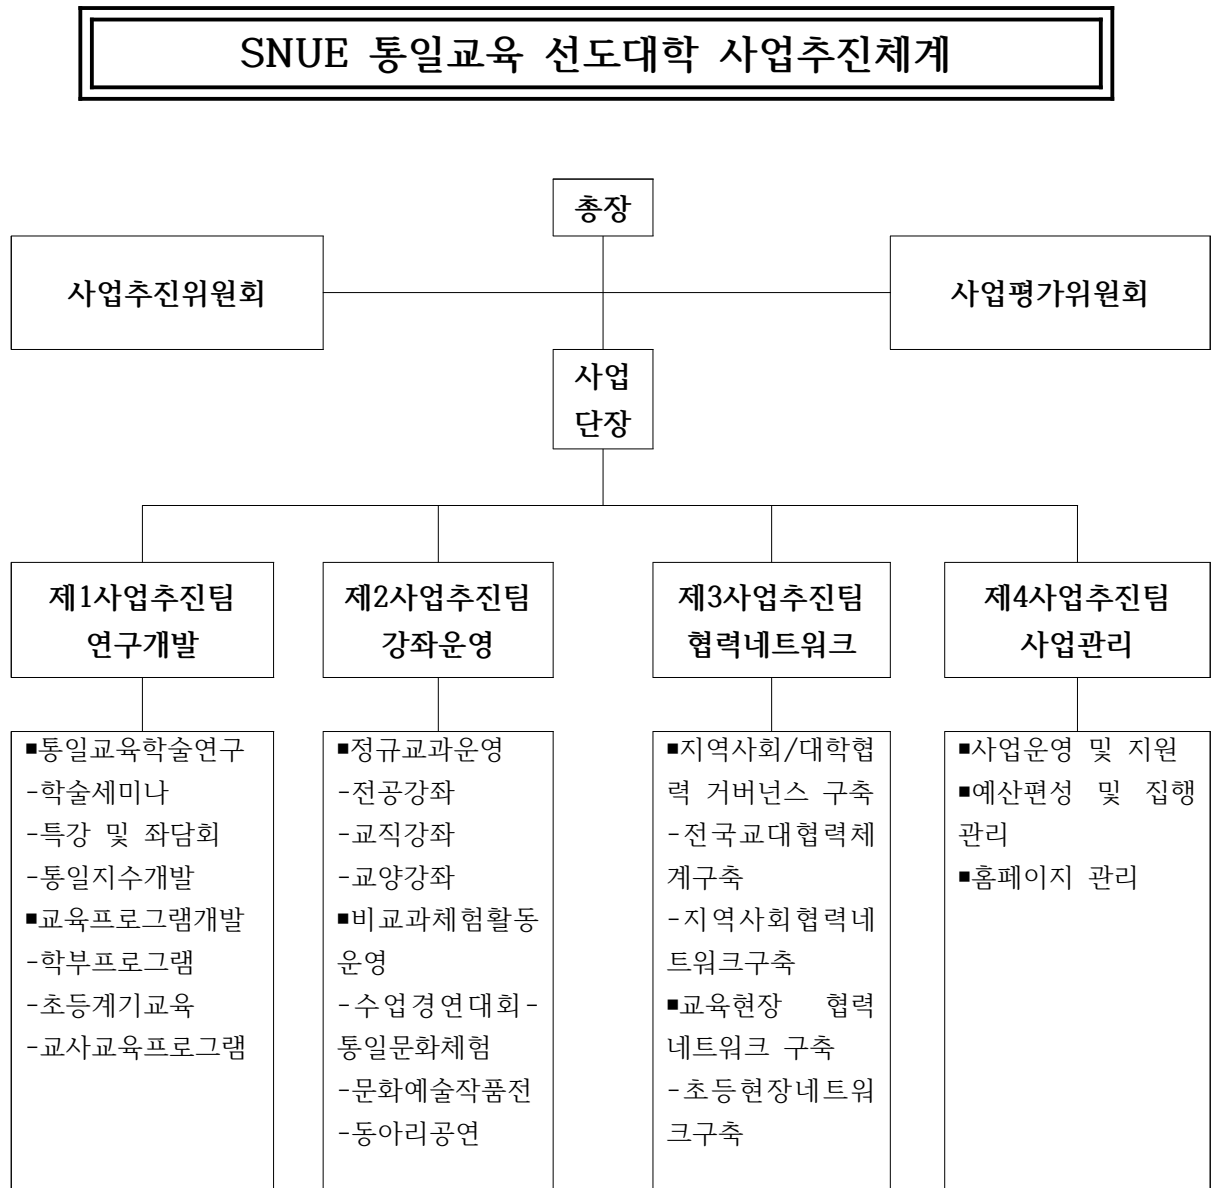 SNUE 통일교육 선도대학 사업추진체계
총장
사업추진위원회
사업평가위원회
사업
단장
제1사업추진팀
연구개발
제2사업추진팀
강좌운영
제3사업추진팀
협력네트워크
제4사업추진팀
사업관리
■통일교육학술연구
-학술세미나
-특강 및 좌담회
-통일지수개발
■교육프로그램개발
-학부프로그램
-초등계기교육
-교사교육프로그램
■정규교과운영
-전공강좌
-교직강좌
-교양강좌
■비교과체험활동
운영
-수업경연대회-
통일문화체험
-문화예술작품전
-동아리공연
■지역사회/대학협
력 거버넌스 구축
-전국교대협력체
계구축
-지역사회협력네
트워크구축
■교육현장 협력
네트워크 구축
-초등현장네트워
크구축
■사업운영 및 지원
■예산편성 및 집행
관리
■홈페이지 관리